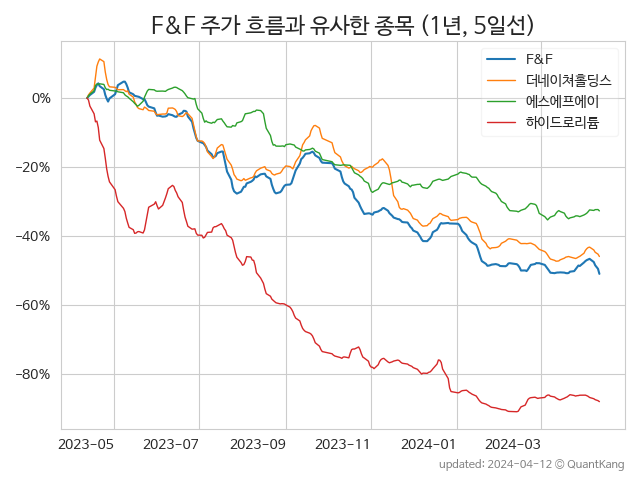 F&F 주가 흐름과 유사한 종목 (1년, 5일선)
F&F
더네이쳐홀딩스
에스에프에이
하이드로리튬
0%
−20%
−40%
−60%
−80%
2023-05
2023-07
2023-09
2023-11
2024-01
2024-03
updated: 2024-04-12 © QuantKang